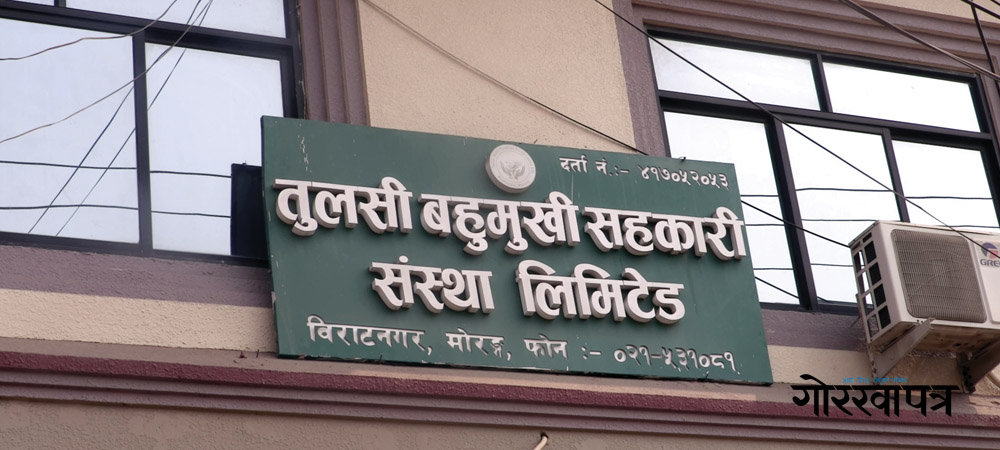 दर्ता नं. :– ४१७०५२०५३
तुलसी बहुमुखी सहकारी
संस्था लिमिटेड
विराटनगर, मोरङ्ग, फोन :– ०२१–५३१०८१
GREE
गोरखापत्र